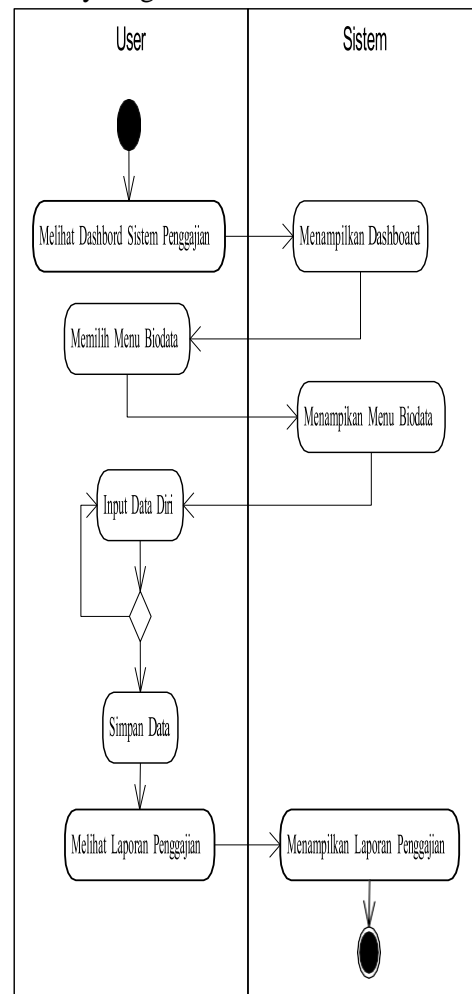 User
Sistem
Melihat Dashbord Sistem Penggajian
Menampilkan Dashboard
Memilih Menu Biodata
Menampikan Menu Biodata
Input Data Diri
Simpan Data
Melihat Laporan Penggajian
Menampilkan Laporan Penggajian